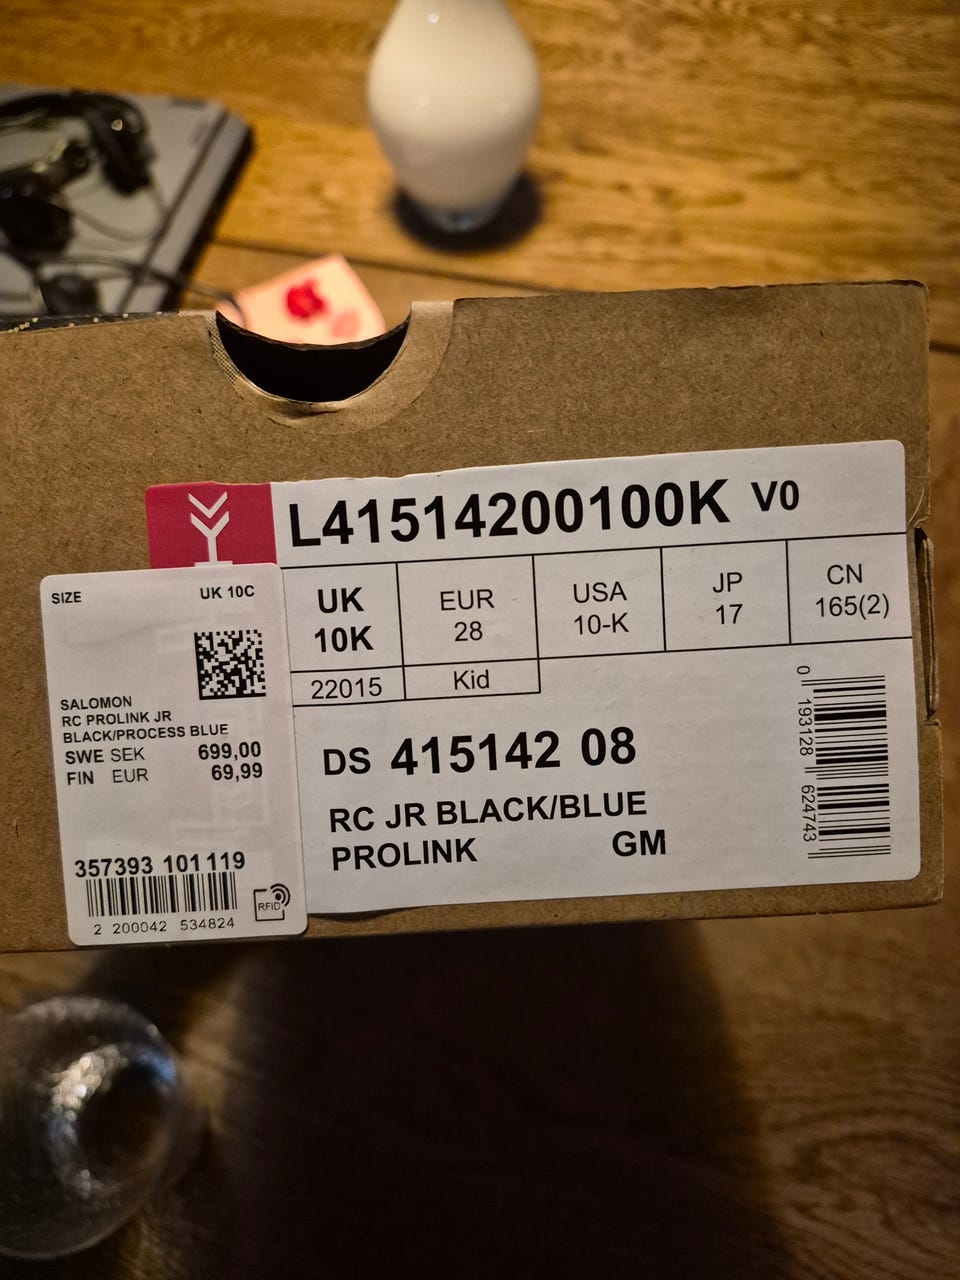 L41514200100K V0
UK
10K
EUR
28
USA
10-K
JP
17
CN
165(2)
22015
Kid
DS 415142 08
RC JR BLACK/BLUE
PROLINK GM
0 193128 624743
SIZE UK 10C
SALOMON
RC PROLINK JR
BLACK/PROCESS BLUE
SWE SEK 699,00
FIN EUR 69,99
357393 101 119
2 200042 534824
RFID